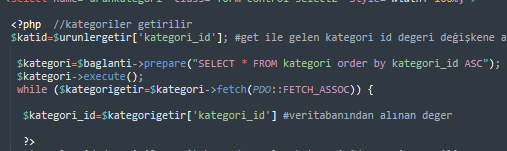 <?php //kategoriler getirilir
$katid=$urunlergetir['kategori_id']; #get ile gelen kategori id degeri değişkene a
$kategori=$baglanti->prepare("SELECT * FROM kategori order by kategori_id ASC");
$kategori->execute();
while ($kategorigetir=$kategori->fetch(PDO::FETCH_ASSOC)) {
$kategori_id=$kategorigetir['kategori_id'] #veritabanından alınan deger
?>